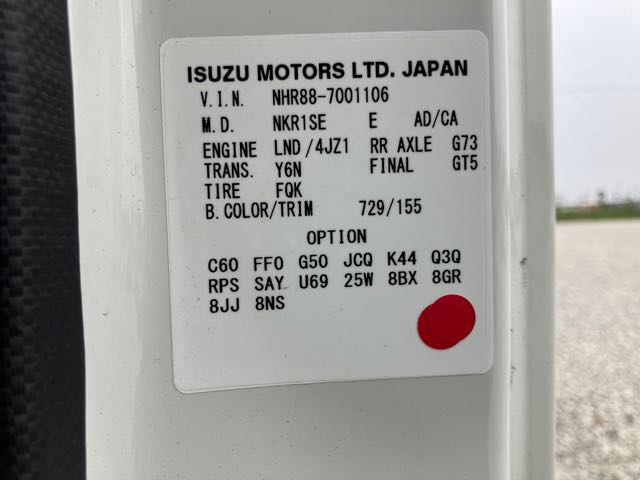 ISUZU MOTORS LTD. JAPAN
V.I.N. NHR88-7001106
M.D. NKR1SE E AD/CA
ENGINE LND/4JZ1 RR AXLE G73
TRANS. Y6N FINAL GT5
TIRE FQK
B.COLOR/TRIM 729/155
OPTION
C60 FF0 G50 JCQ K44 Q3Q
RPS SAY U69 25W 8BX 8GR
8JJ 8NS